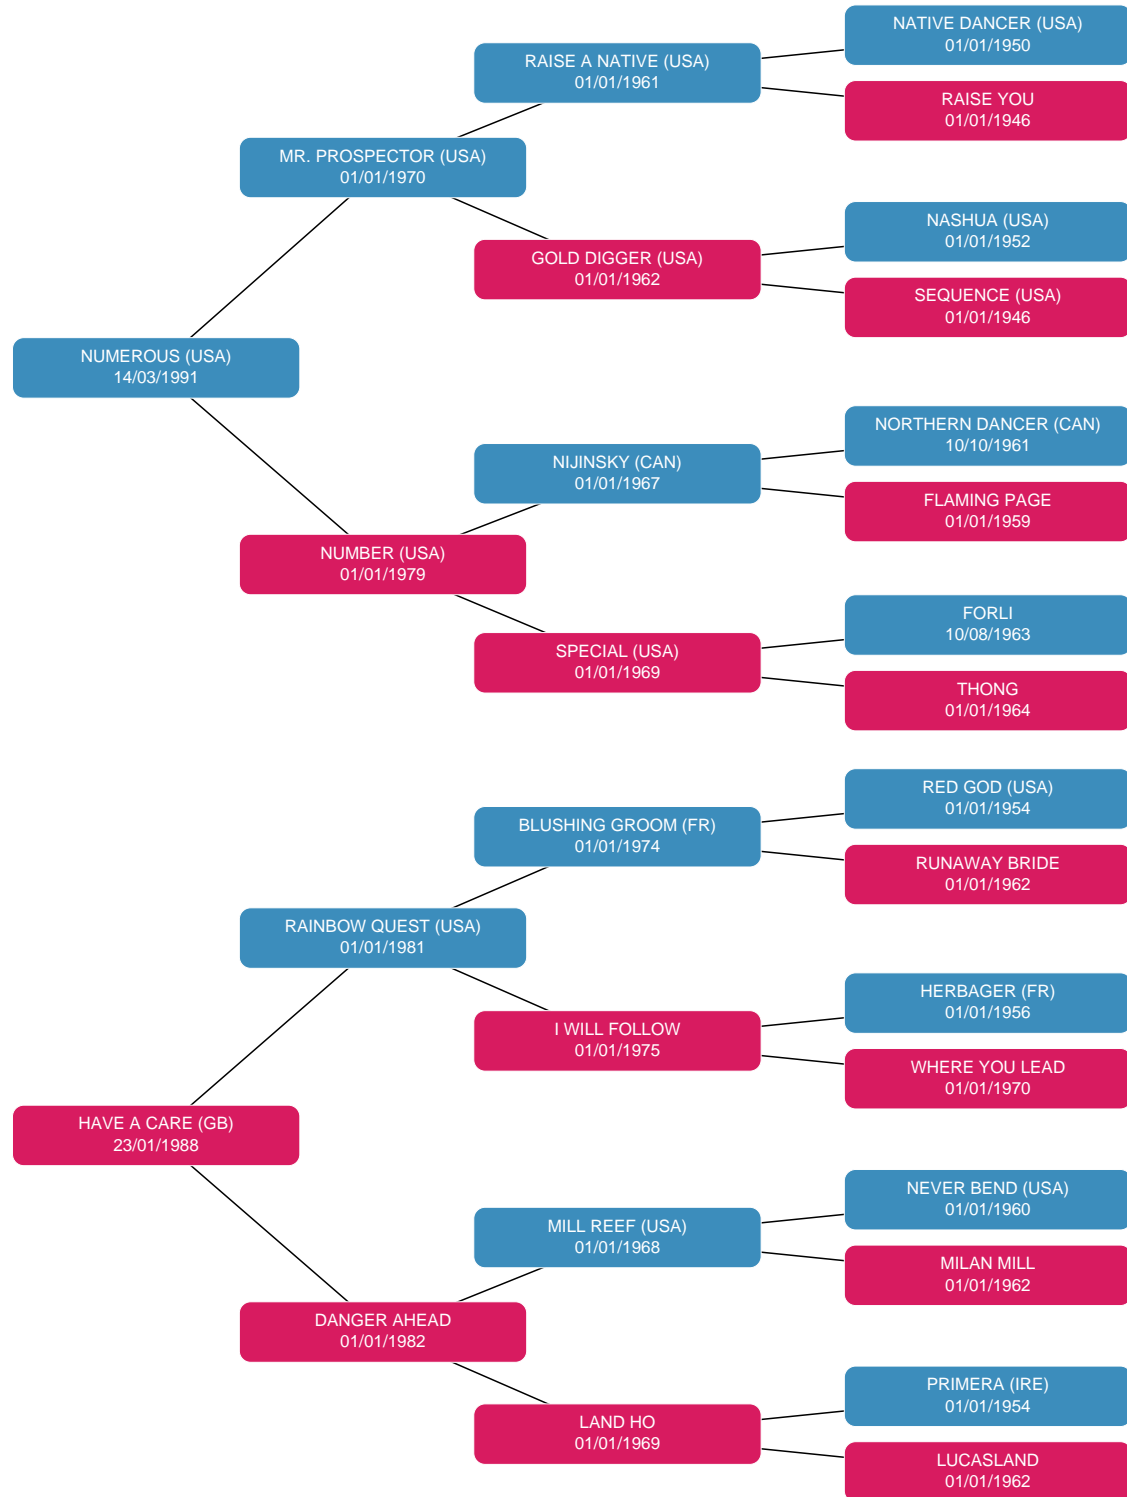 NATIVE DANCER (USA)
01/01/1950
RAISE A NATIVE (USA)
01/01/1961
RAISE YOU
01/01/1946
MR. PROSPECTOR (USA)
01/01/1970
NASHUA (USA)
01/01/1952
GOLD DIGGER (USA)
01/01/1962
SEQUENCE (USA)
01/01/1946
NUMEROUS (USA)
14/03/1991
NORTHERN DANCER (CAN)
10/10/1961
NIJINSKY (CAN)
01/01/1967
FLAMING PAGE
01/01/1959
NUMBER (USA)
01/01/1979
FORLI
10/08/1963
SPECIAL (USA)
01/01/1969
THONG
01/01/1964
RED GOD (USA)
01/01/1954
BLUSHING GROOM (FR)
01/01/1974
RUNAWAY BRIDE
01/01/1962
RAINBOW QUEST (USA)
01/01/1981
HERBAGER (FR)
01/01/1956
I WILL FOLLOW
01/01/1975
WHERE YOU LEAD
01/01/1970
HAVE A CARE (GB)
23/01/1988
NEVER BEND (USA)
01/01/1960
MILL REEF (USA)
01/01/1968
MILAN MILL
01/01/1962
DANGER AHEAD
01/01/1982
PRIMERA (IRE)
01/01/1954
LAND HO
01/01/1969
LUCASLAND
01/01/1962